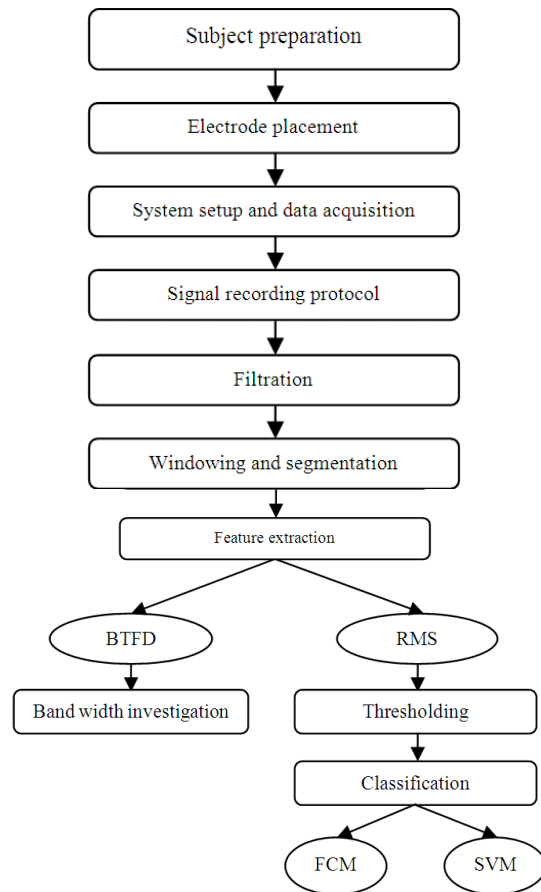 Subject preparation
Electrode placement
System setup and data acquisition
Signal recording protocol
Filtration
Windowing and segmentation
Feature extraction
BTFD
RMS
Band width investigation
Thresholding
Classification
FCM
SVM